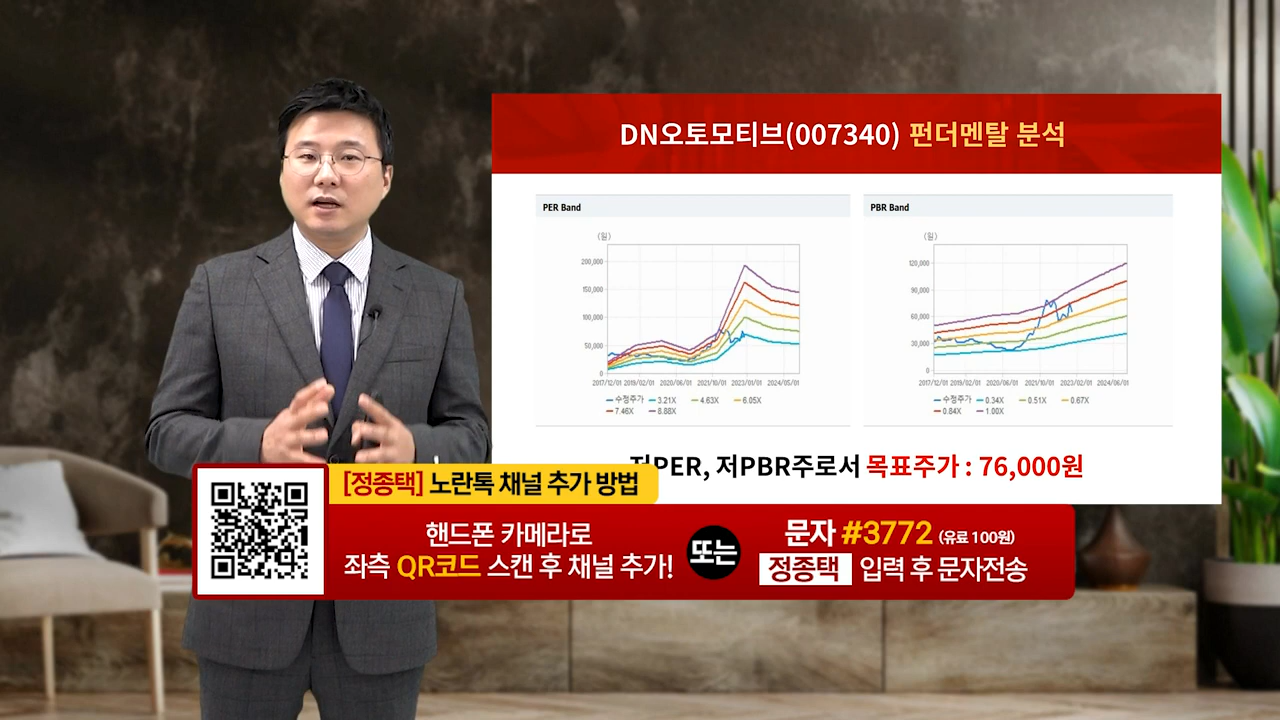 DN오토모티브(007340) 펀더멘탈 분석
PER Band
PBR Band
(원)
200,000
150,000
100,000
50,000
0
2017/12/01 2019/02/01 2020/06/01 2021/10/01 2023/01/01 2024/05/01
수정주가 3.21X 4.63X 6.05X
7.46X 8.88X
(원)
120,000
90,000
60,000
30,000
0
2017/12/01 2019/02/01 2020/06/01 2021/10/01 2023/02/01 2024/06/01
수정주가 0.34X 0.51X 0.67X
0.84X 1.00X
저PER, 저PBR주로서 목표주가 : 76,000원
[정종택] 노란톡 채널 추가 방법
핸드폰 카메라로
좌측 QR코드 스캔 후 채널 추가!
또는
문자 #3772 (유료 100원)
정종택 입력 후 문자전송